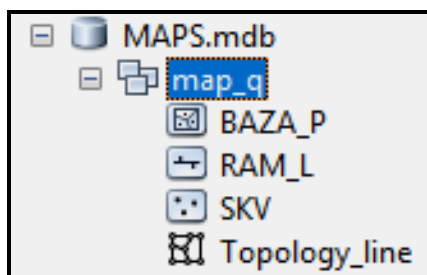 MAPS.mdb
map_q
BAZA_P
RAM_L
SKV
Topology_line